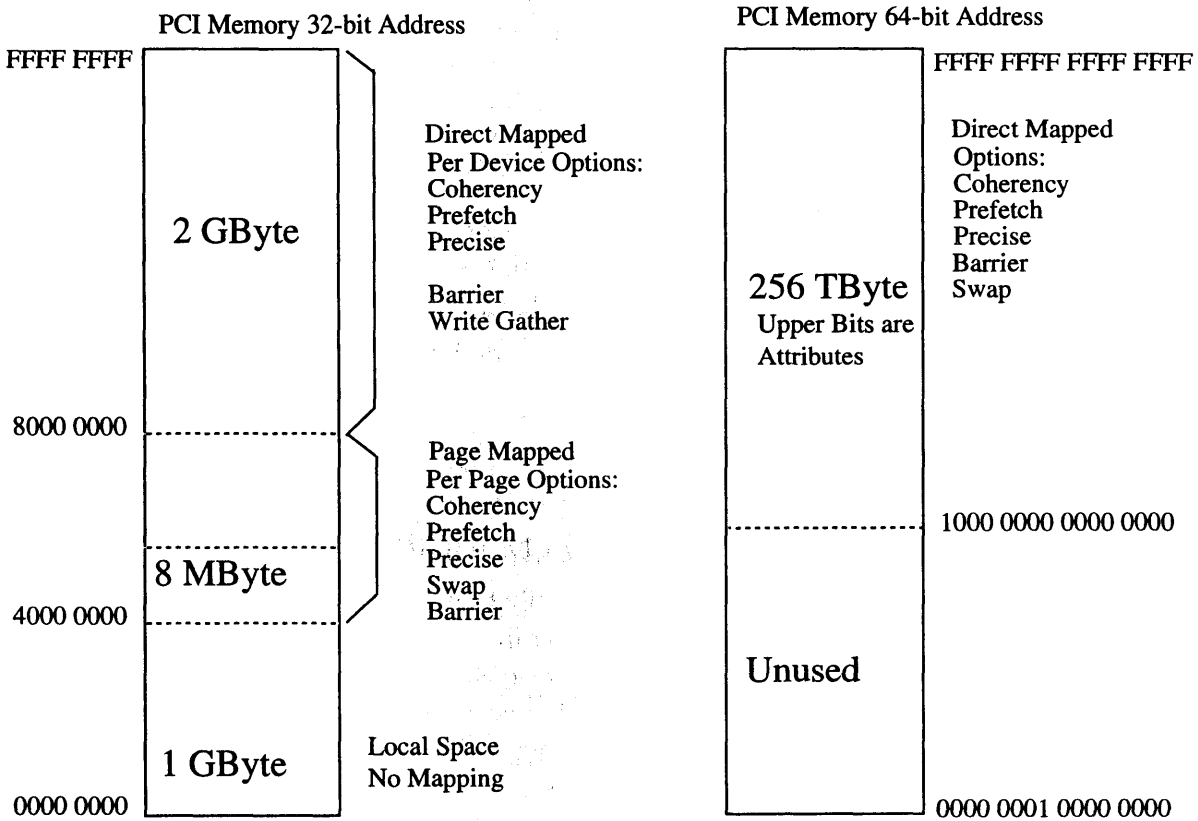 PCI Memory 32-bit Address
FFFF FFFF
2 GByte
Direct Mapped
Per Device Options:
Coherency
Prefetch
Precise
Barrier
Write Gather
8000 0000
Page Mapped
Per Page Options:
Coherency
Prefetch
Precise
Swap
Barrier
8 MByte
4000 0000
1 GByte
Local Space
No Mapping
0000 0000
PCI Memory 64-bit Address
FFFF FFFF FFFF FFFF
Direct Mapped
Options:
Coherency
Prefetch
Precise
Barrier
Swap
256 TByte
Upper Bits are
Attributes
1000 0000 0000 0000
Unused
0000 0001 0000 0000